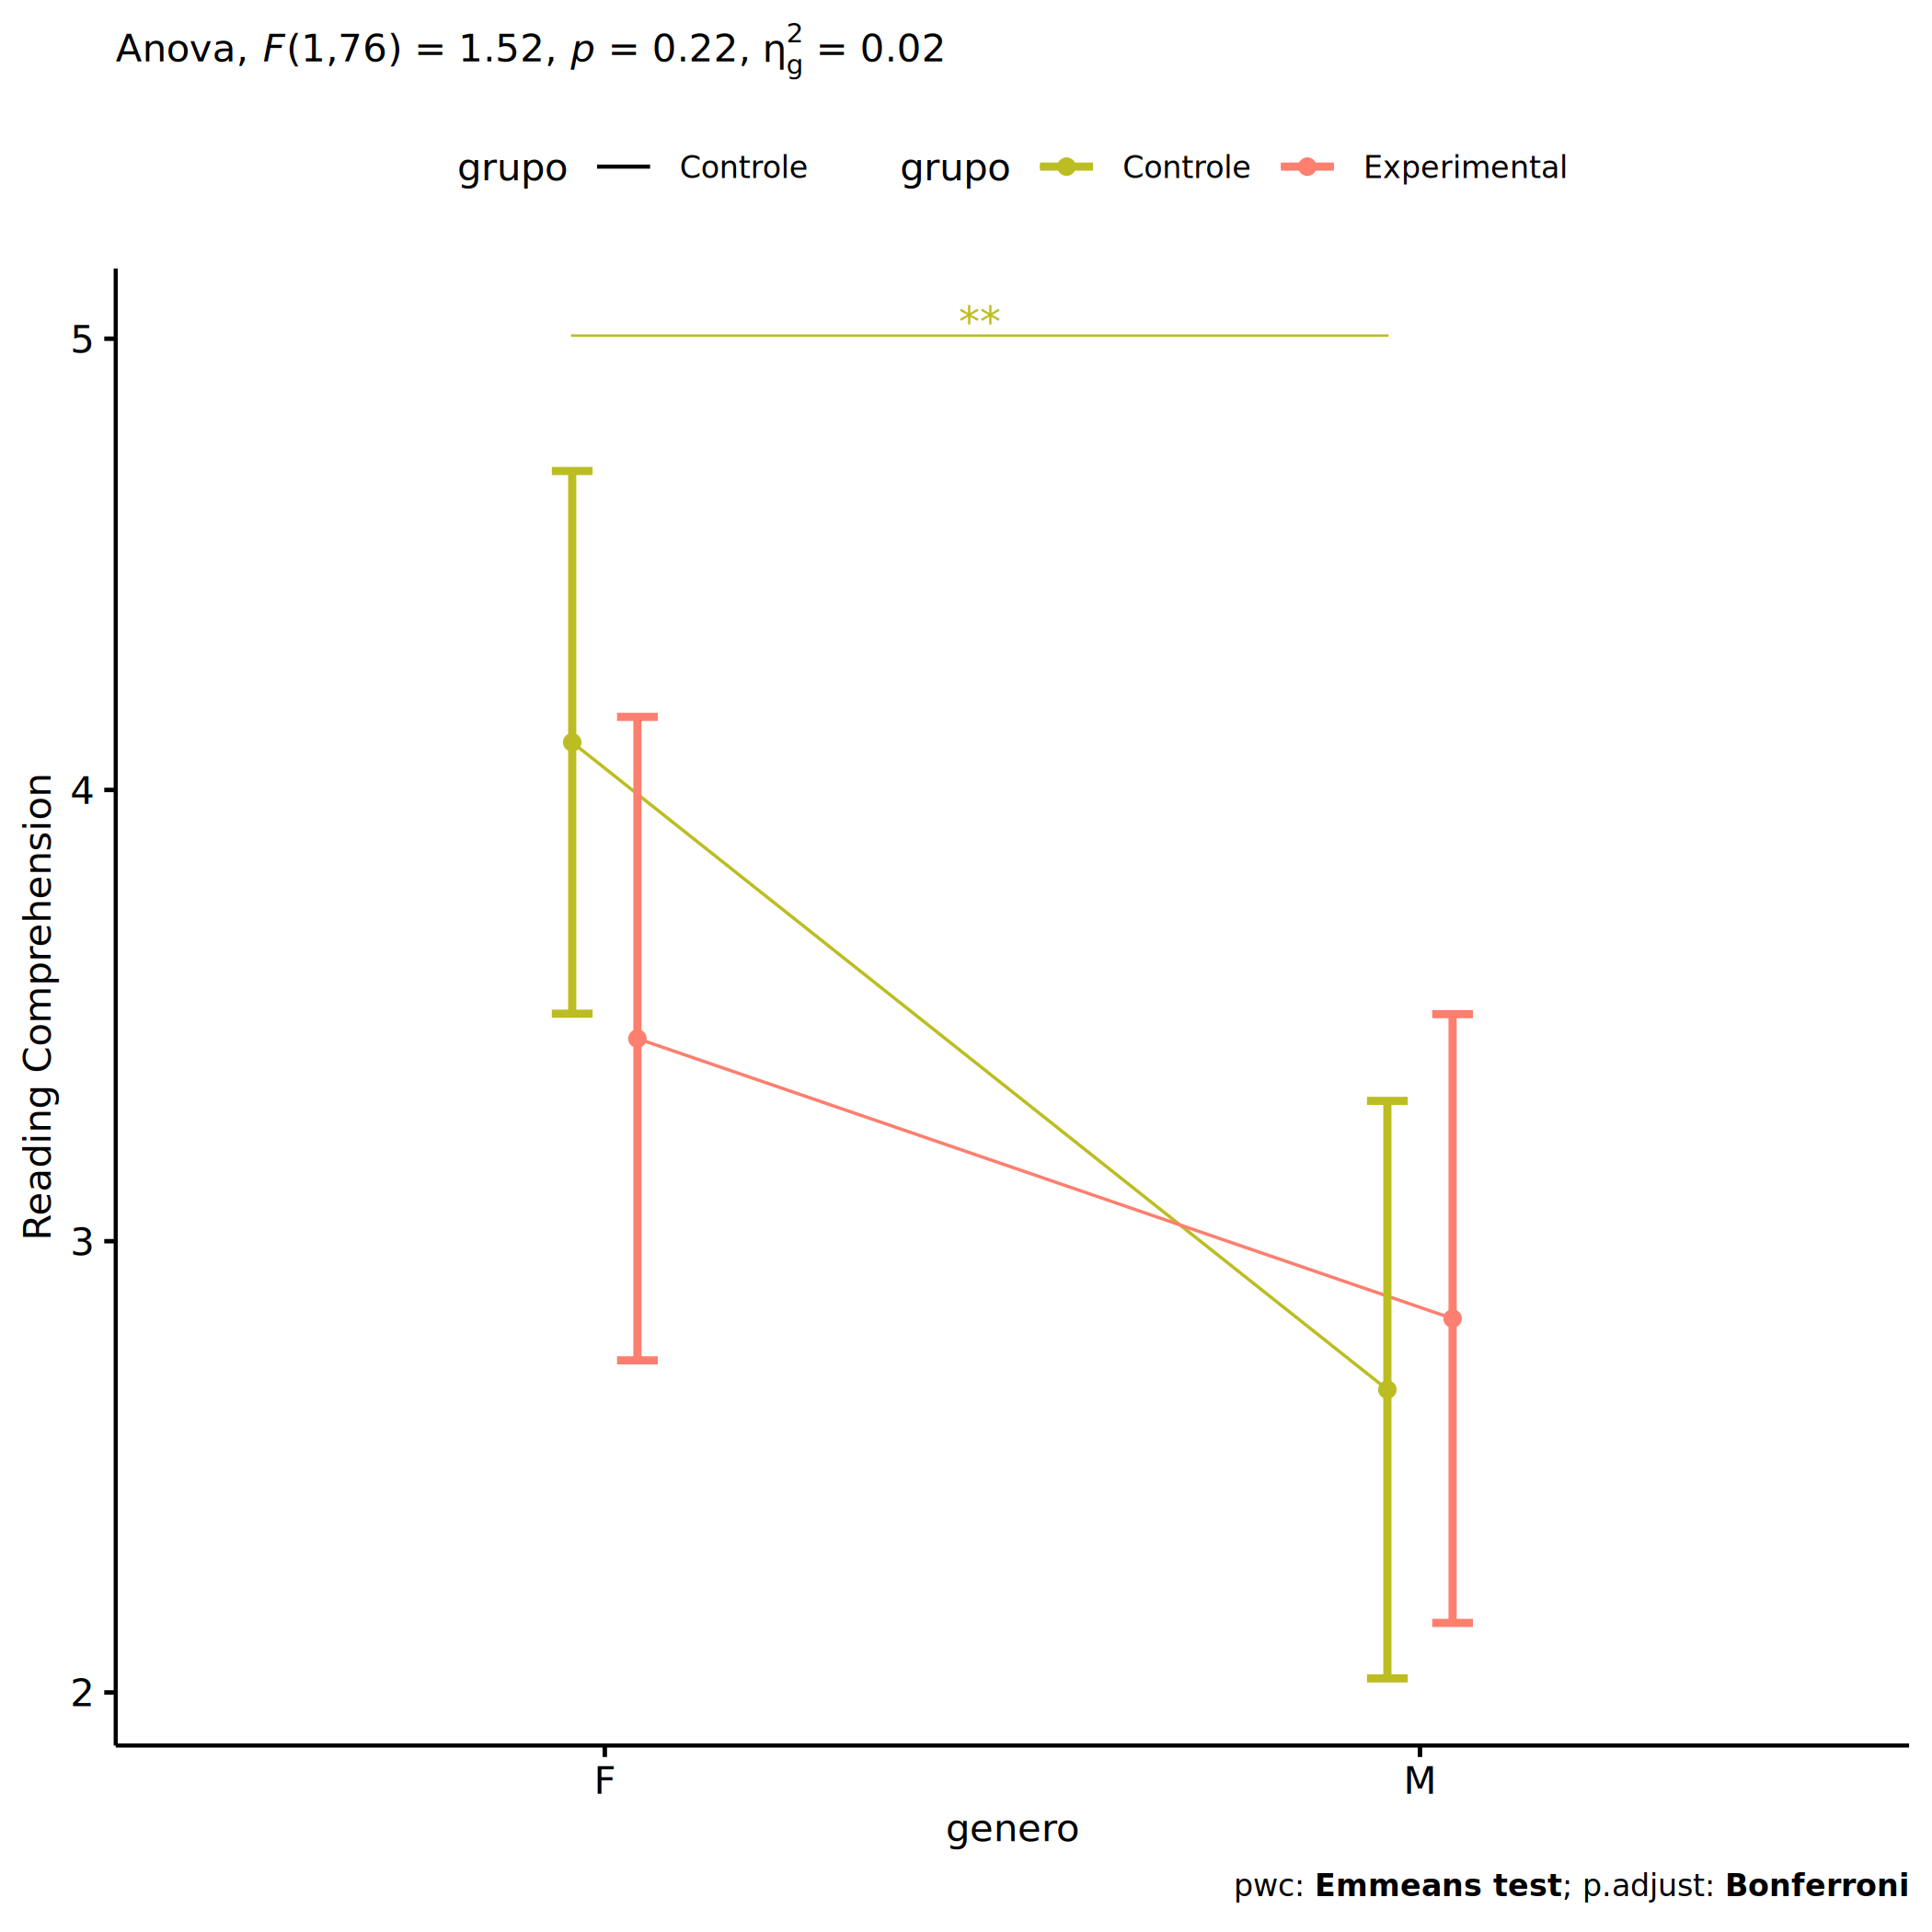 Anova, F(1,76) = 1.52, p = 0.22, η²g = 0.02
grupo Controle grupo Controle Experimental
**
5
4
3
2
Reading Comprehension
F M
genero
pwc: Emmeans test; p.adjust: Bonferroni